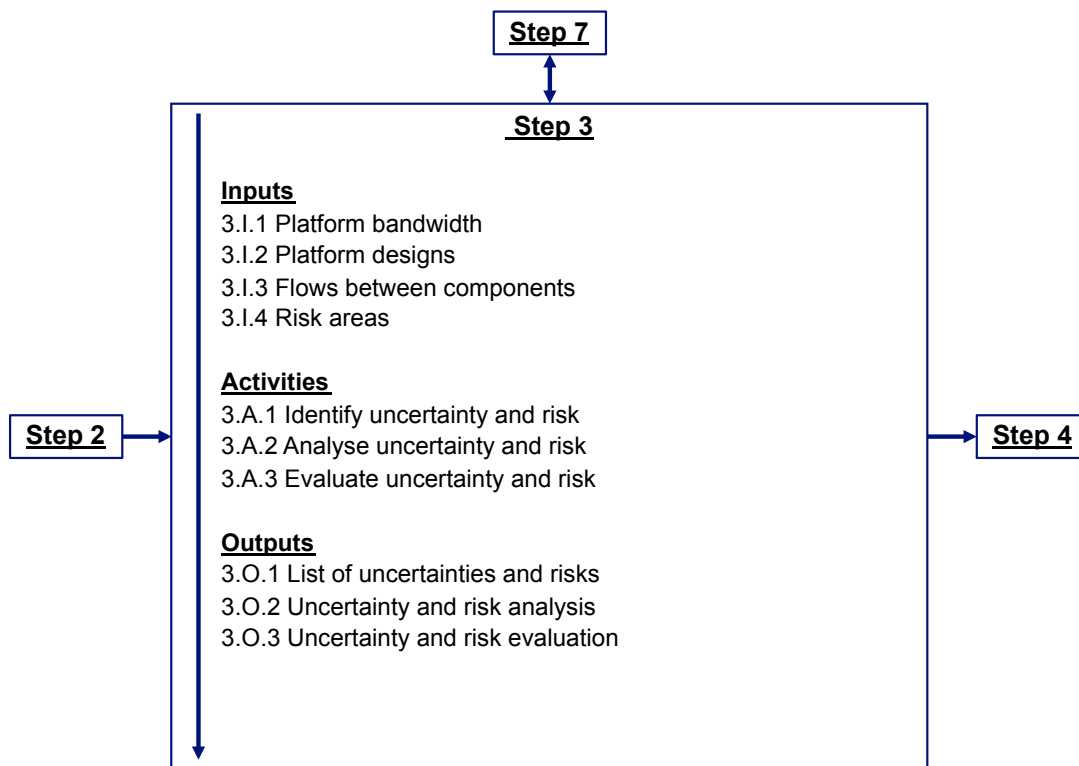 Step 7
Step 3
Inputs
3.I.1 Platform bandwidth
3.I.2 Platform designs
3.I.3 Flows between components
3.I.4 Risk areas
Activities
3.A.1 Identify uncertainty and risk
3.A.2 Analyse uncertainty and risk
3.A.3 Evaluate uncertainty and risk
Step 2
Step 4
Outputs
3.O.1 List of uncertainties and risks
3.O.2 Uncertainty and risk analysis
3.O.3 Uncertainty and risk evaluation